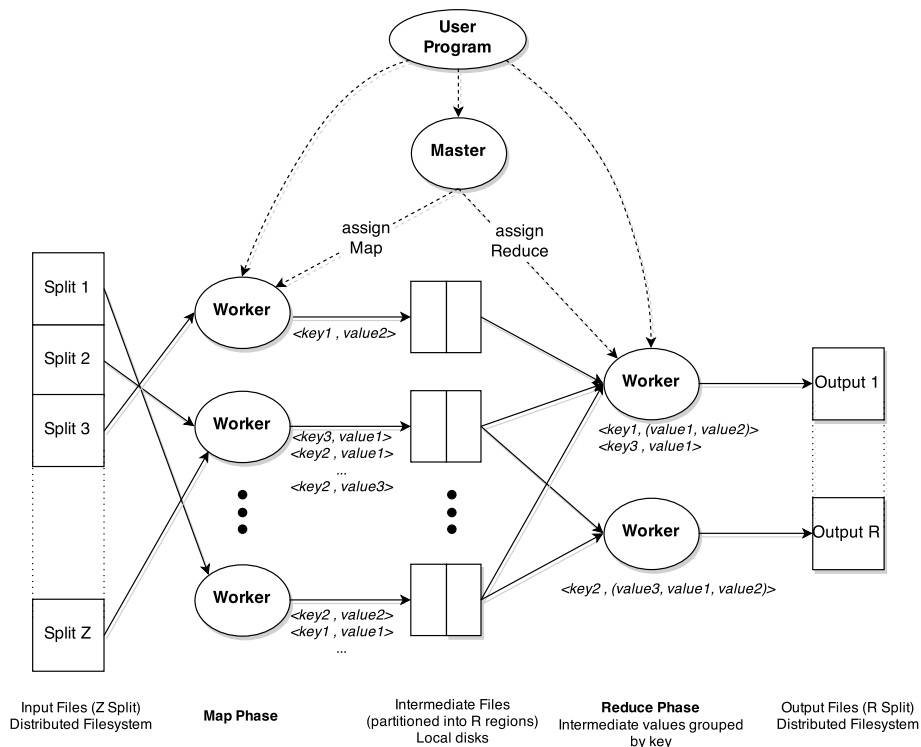 User
Program
Master
assign
Map
assign
Reduce
Split 1
Split 2
Split 3
Split Z
Worker
<key1 , value2>
Worker
<key3, value1>
<key2 , value1>
...
<key2 , value3>
Worker
<key2 , value2>
<key1 , value1>
...
Worker
<key1, (value1, value2)>
<key3 , value1>
Worker
<key2 , (value3, value1, value2)>
Output 1
Output R
Input Files (Z Split)
Distributed Filesystem
Map Phase
Intermediate Files
(partitioned into R regions)
Local disks
Reduce Phase
Intermediate values grouped
by key
Output Files (R Split)
Distributed Filesystem